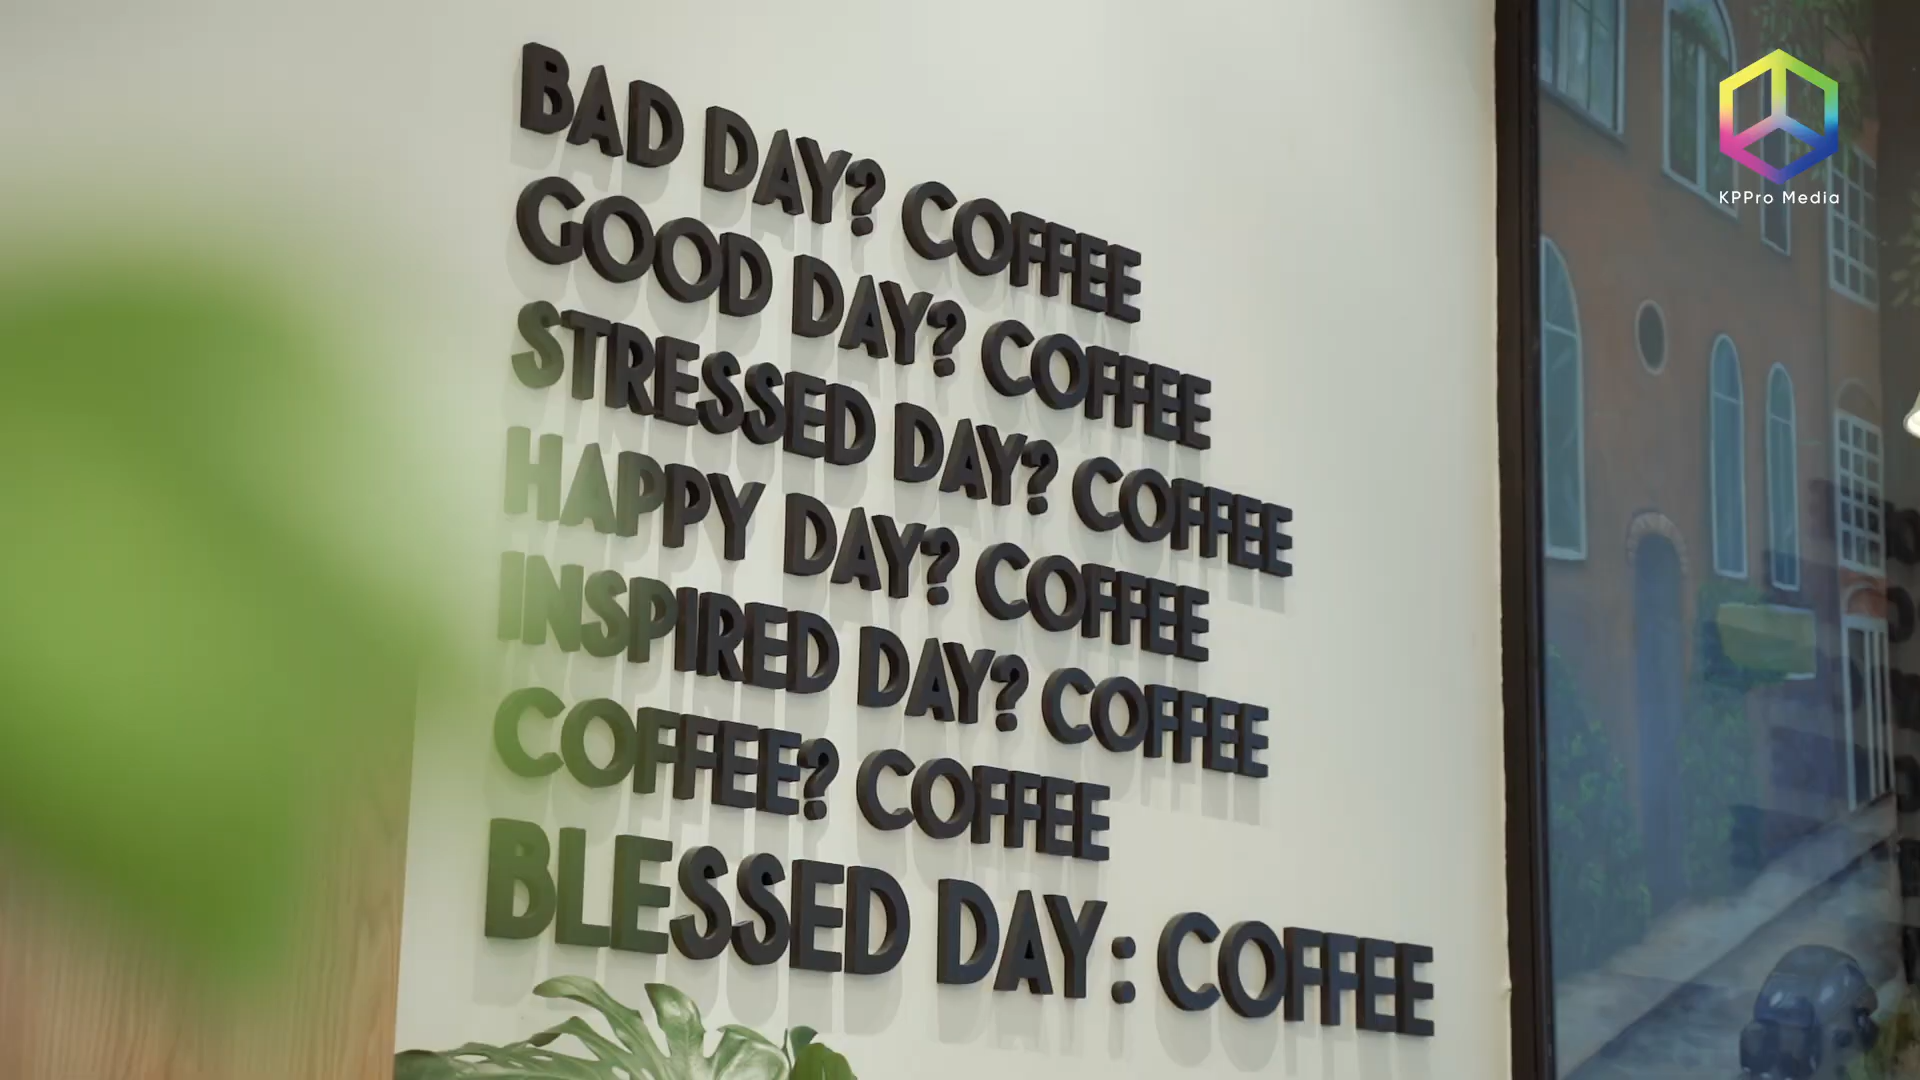 BAD DAY? COFFEE
GOOD DAY? COFFEE
STRESSED DAY? COFFEE
HAPPY DAY? COFFEE
INSPIRED DAY? COFFEE
COFFEE? COFFEE
BLESSED DAY: COFFEE
KPPro Media